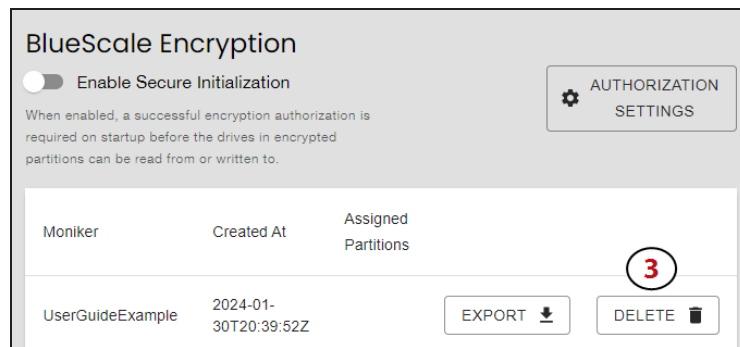 BlueScale Encryption
Enable Secure Initialization
When enabled, a successful encryption authorization is
required on startup before the drives in encrypted
partitions can be read from or written to.
AUTHORIZATION
SETTINGS
Moniker
Created At
Assigned
Partitions
3
UserGuideExample
2024-01-
30T20:39:52Z
EXPORT
DELETE